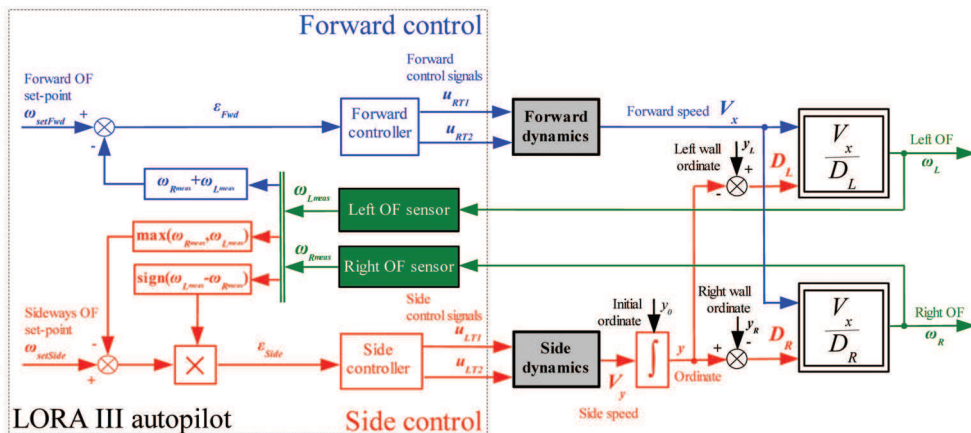 Forward control
Forward OF
set-point
ω_setFwd
+
-
ε_Fwd
Forward
controller
Forward
control signals
u_RT1
u_RT2
Forward
dynamics
Forward speed V_x
Left wall
ordinate
y_L
+
-
D_L
V_x
D_L
Left OF
ω_L
ω_Rmeas+ω_Lmeas
ω_Lmeas
Left OF sensor
max(ω_Rmeas,ω_Lmeas)
ω_Rmeas
Right OF sensor
sign(ω_Lmeas-ω_Rmeas)
Sideways OF
set-point
ω_setSide
-
+
×
ε_Side
Side
controller
Side
control signals
u_LT1
u_LT2
Side
dynamics
V_y
Side speed
Initial
ordinate
y_0
∫
y
Ordinate
Right wall
ordinate
y_R
+
-
D_R
V_x
D_R
Right OF
ω_R
LORA III autopilot
Side control